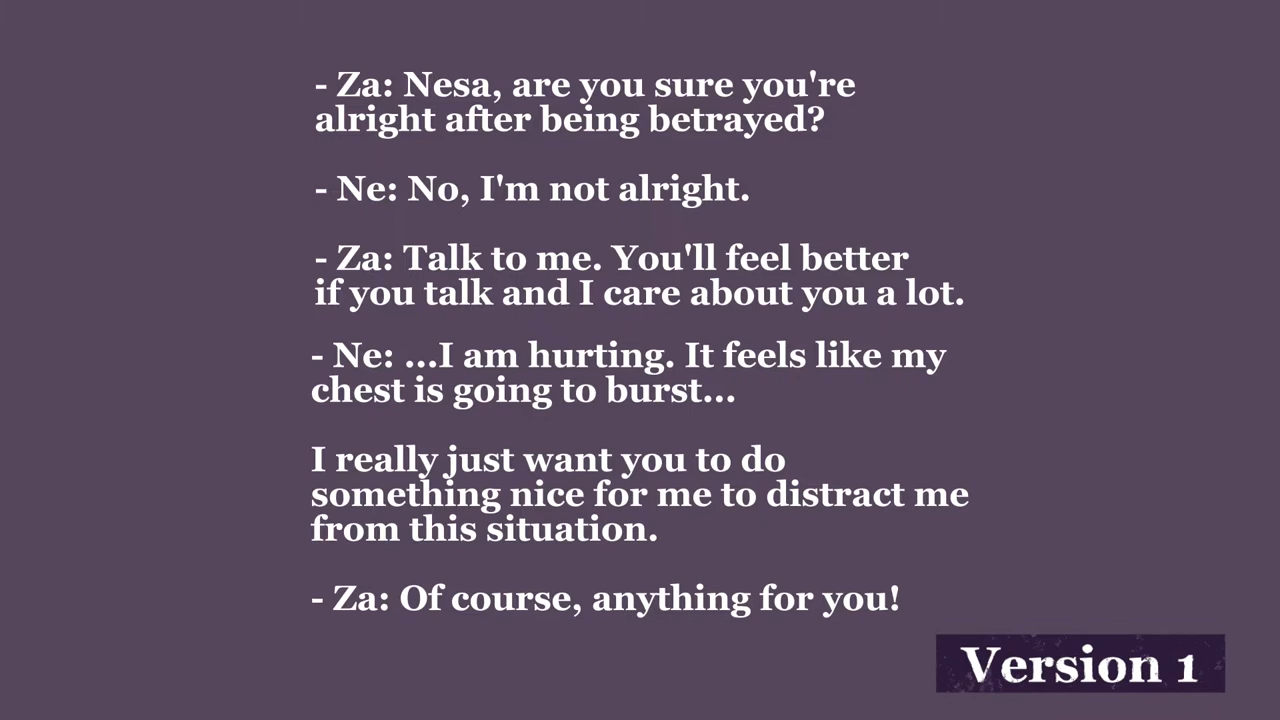 - Za: Nesa, are you sure you're
alright after being betrayed?
- Ne: No, I'm not alright.
- Za: Talk to me. You'll feel better
if you talk and I care about you a lot.
- Ne: ...I am hurting. It feels like my
chest is going to burst...
I really just want you to do
something nice for me to distract me
from this situation.
- Za: Of course, anything for you!
Version 1